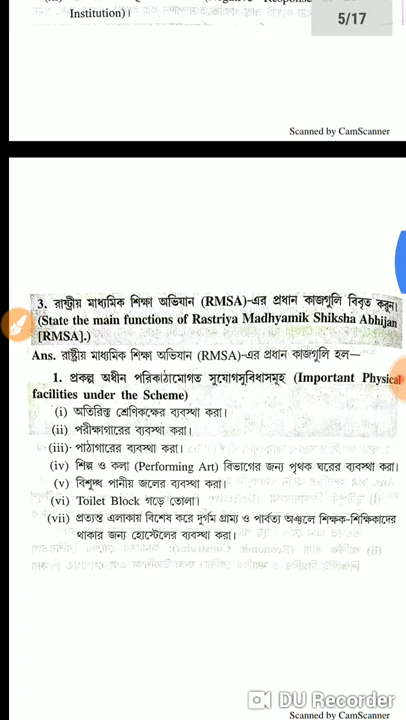 Institution)।
5/17
Scanned by CamScanner
3. রাষ্ট্রীয় মাধ্যমিক শিক্ষা অভিযান (RMSA)-এর প্রধান কাজগুলি বিবৃত করুন।
(State the main functions of Rastriya Madhyamik Shiksha Abhijan
[RMSA].)
Ans. রাষ্ট্রীয় মাধ্যমিক শিক্ষা অভিযান (RMSA)-এর প্রধান কাজগুলি হল—
1. প্রকল্প অধীন পরিকাঠামোগত সুযোগসুবিধাসমূহ (Important Physical
facilities under the Scheme)
(i) অতিরিক্ত শ্রেণিকক্ষের ব্যবস্থা করা।
(ii) পরীক্ষাগারের ব্যবস্থা করা।
(iii)· পাঠাগারের ব্যবস্থা করা।
(iv) শিল্প ও কলা (Performing Art) বিভাগের জন্য পৃথক ঘরের ব্যবস্থা করা।
(v) বিশুদ্ধ পানীয় জলের ব্যবস্থা করা।
(vi) Toilet Block গড়ে তোলা।
(vii) প্রত্যন্ত এলাকায় বিশেষ করে দুর্গম গ্রাম্য ও পার্বত্য অঞ্চলে শিক্ষক-শিক্ষিকাদের
থাকার জন্য হোস্টেলের ব্যবস্থা করা।
DU Recorder
Scanned by CamScanner